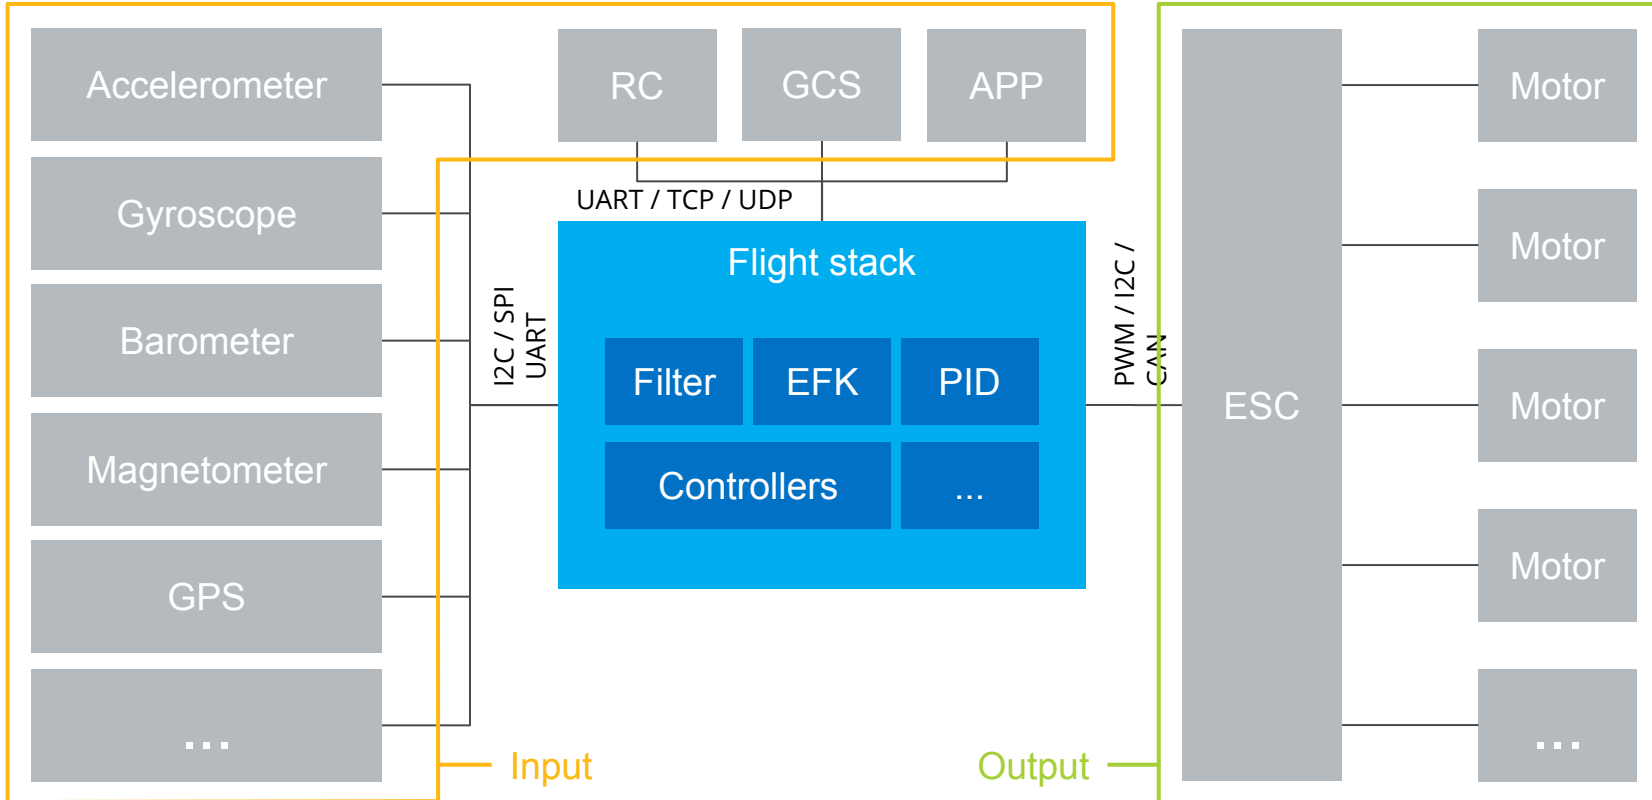 Accelerometer
Gyroscope
Barometer
Magnetometer
GPS
...
RC
GCS
APP
UART / TCP / UDP
I2C / SPI
UART
Flight stack
Filter
EFK
PID
Controllers
...
PWM / I2C /
CAN
ESC
Motor
Motor
Motor
Motor
...
Input
Output